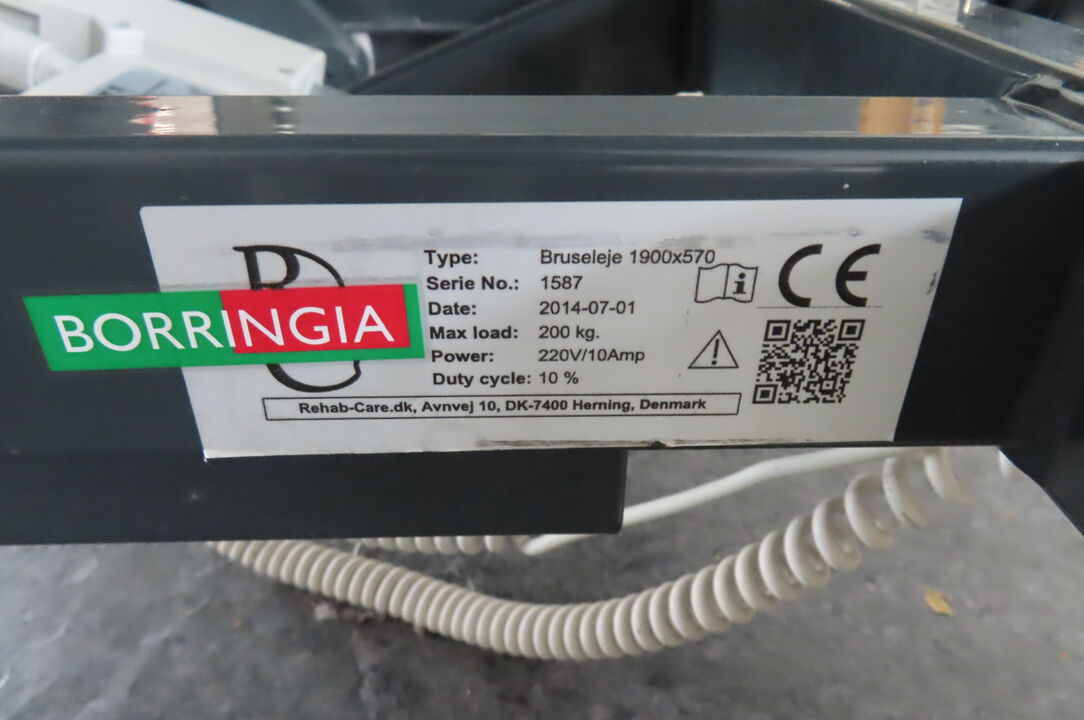 BORRINGIA
RC
Type: Bruseleje 1900x570
Serie No.: 1587
Date: 2014-07-01
Max load: 200 kg.
Power: 220V/10Amp
Duty cycle: 10 %
Rehab-Care.dk, Avnvej 10, DK-7400 Herning, Denmark
CE